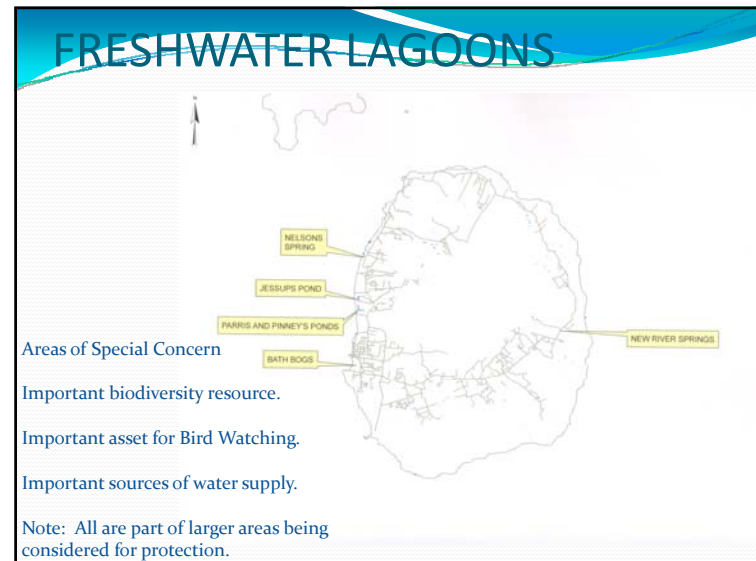 FRESHWATER LAGOONS
NELSONS
SPRING
JESSUPS POND
PARRIS AND PINNEY'S PONDS
BATH BOGS
NEW RIVER SPRINGS
Areas of Special Concern
Important biodiversity resource.
Important asset for Bird Watching.
Important sources of water supply.
Note: All are part of larger areas being
considered for protection.